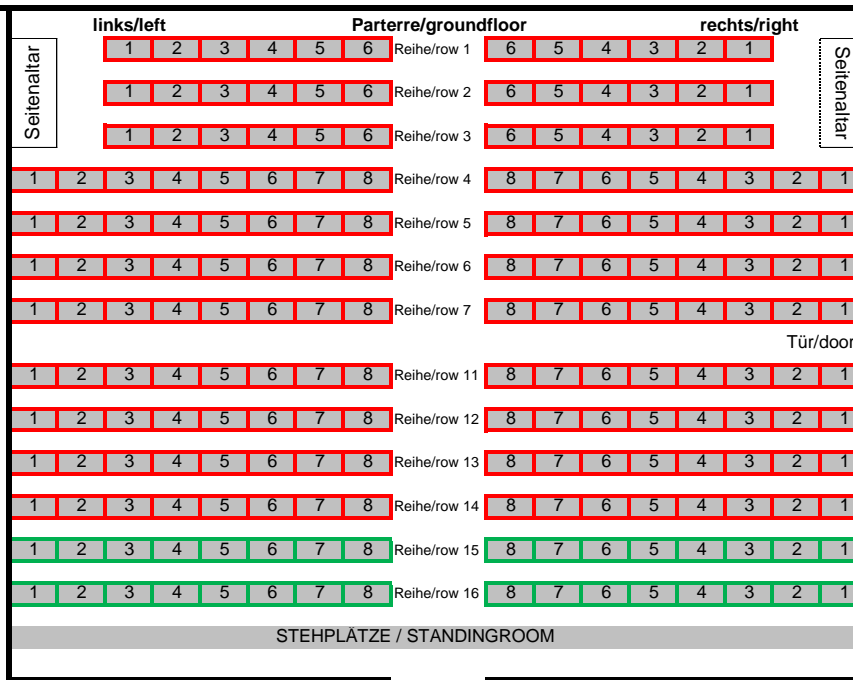 links/left Parterre/groundfloor rechts/right
Seitenaltar
Seitenaltar
1 2 3 4 5 6 Reihe/row 1 6 5 4 3 2 1
1 2 3 4 5 6 Reihe/row 2 6 5 4 3 2 1
1 2 3 4 5 6 Reihe/row 3 6 5 4 3 2 1
1 2 3 4 5 6 7 8 Reihe/row 4 8 7 6 5 4 3 2 1
1 2 3 4 5 6 7 8 Reihe/row 5 8 7 6 5 4 3 2 1
1 2 3 4 5 6 7 8 Reihe/row 6 8 7 6 5 4 3 2 1
1 2 3 4 5 6 7 8 Reihe/row 7 8 7 6 5 4 3 2 1
Tür/door
1 2 3 4 5 6 7 8 Reihe/row 11 8 7 6 5 4 3 2 1
1 2 3 4 5 6 7 8 Reihe/row 12 8 7 6 5 4 3 2 1
1 2 3 4 5 6 7 8 Reihe/row 13 8 7 6 5 4 3 2 1
1 2 3 4 5 6 7 8 Reihe/row 14 8 7 6 5 4 3 2 1
1 2 3 4 5 6 7 8 Reihe/row 15 8 7 6 5 4 3 2 1
1 2 3 4 5 6 7 8 Reihe/row 16 8 7 6 5 4 3 2 1
STEHPLÄTZE / STANDINGROOM